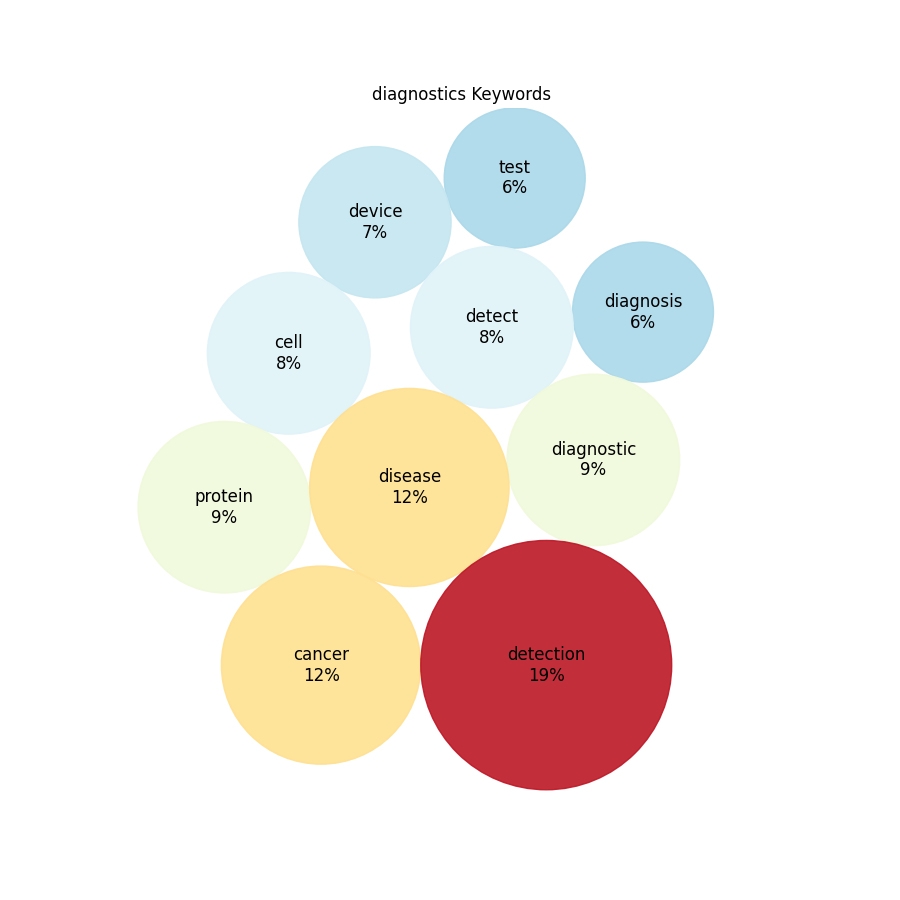 diagnostics Keywords
test
6%
device
7%
diagnosis
6%
detect
8%
cell
8%
diagnostic
9%
disease
12%
protein
9%
cancer
12%
detection
19%